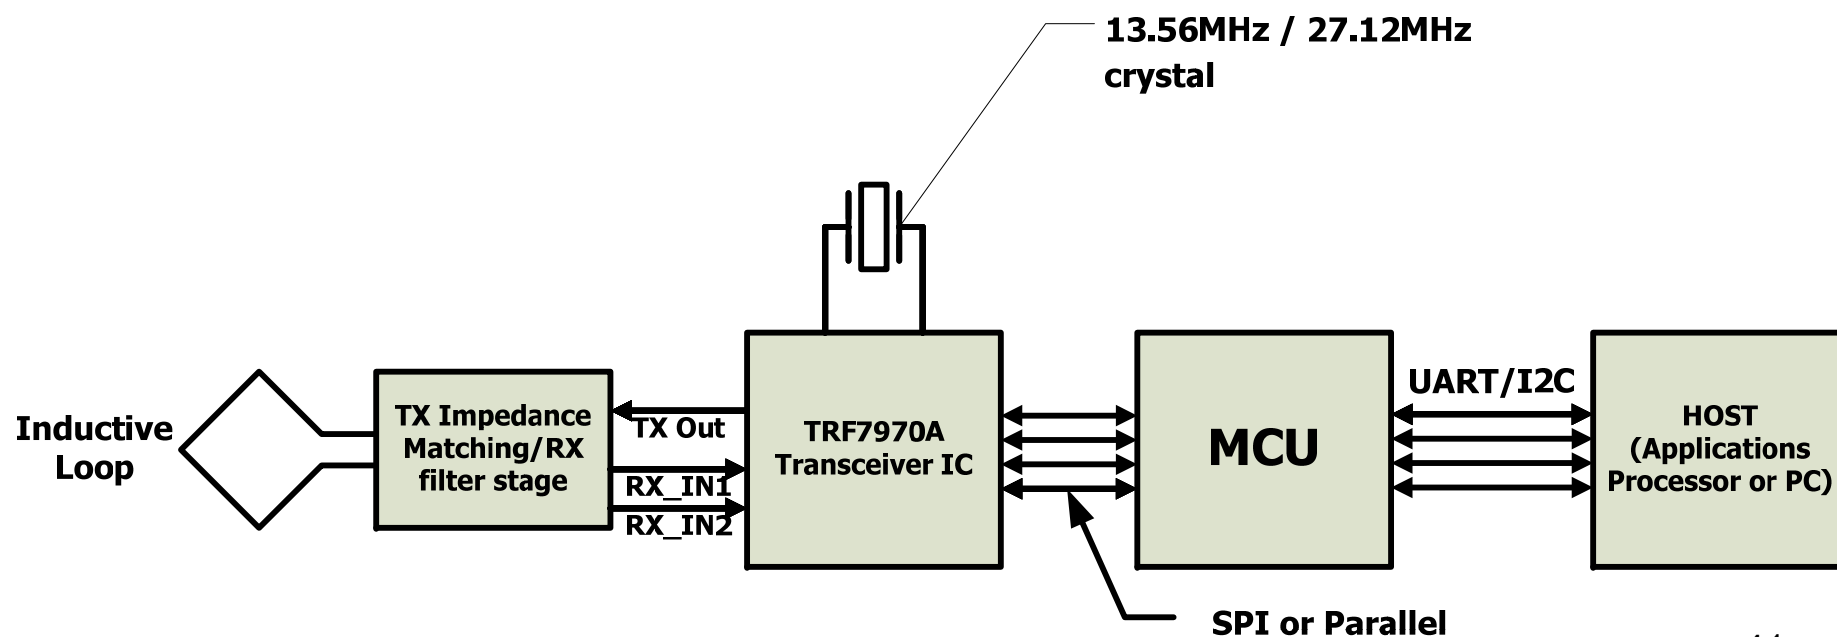 13.56MHz / 27.12MHz
crystal
Inductive
Loop
TX Impedance
Matching/RX
filter stage
TX Out
RX_IN1
RX_IN2
TRF7970A
Transceiver IC
MCU
UART/I2C
HOST
(Applications
Processor or PC)
SPI or Parallel